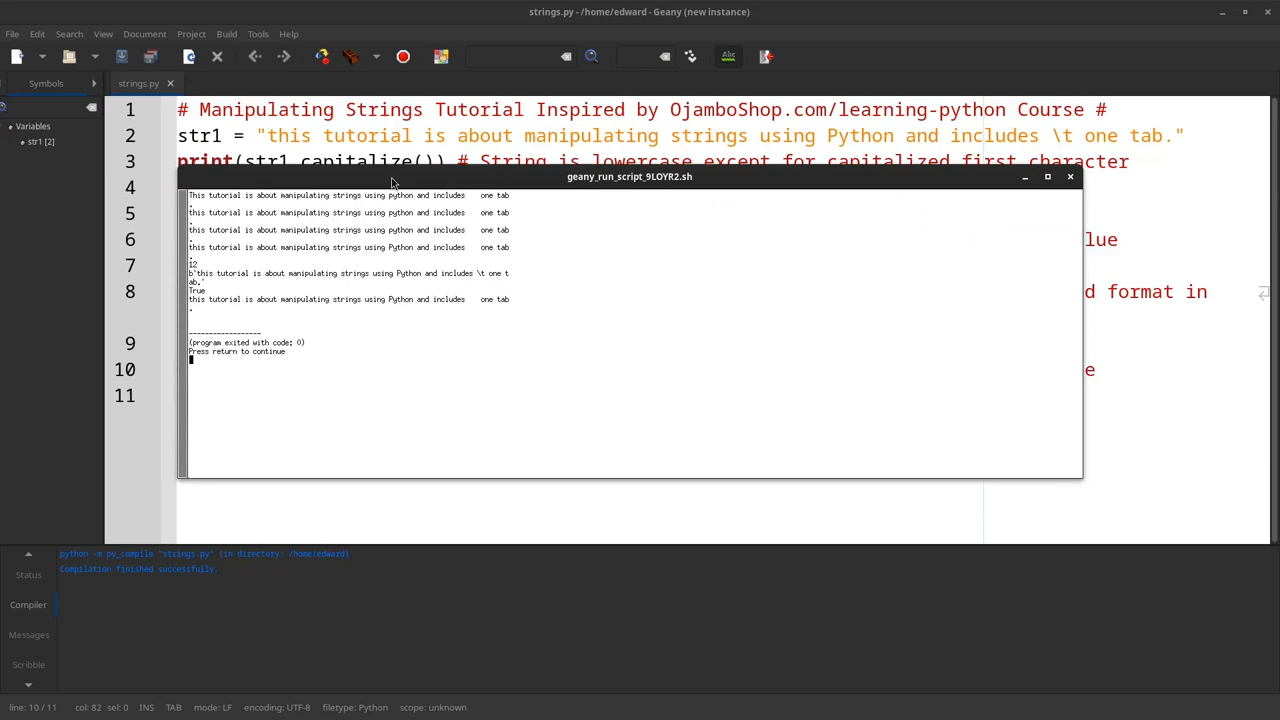 strings.py - /home/edward - Geany (new instance)
File Edit Search View Document Project Build Tools Help
Abc
Symbols
strings.py
Variables
str1 [2]
1 # Manipulating Strings Tutorial Inspired by OjamboShop.com/learning-python Course #
2 str1 = "this tutorial is about manipulating strings using Python and includes \t one tab."
3 print(str1.capitalize()) # String is lowercase except for capitalized first character
4
5
6 lue
7
8 d format in
9
10 e
11
geany_run_script_9LOYR2.sh
This tutorial is about manipulating strings using python and includes    one tab
.
this tutorial is about manipulating strings using python and includes    one tab
.
this tutorial is about manipulating strings using python and includes    one tab
.
this tutorial is about manipulating strings using Python and includes    one tab
.
12
b'this tutorial is about manipulating strings using Python and includes \t one t
ab.'
True
this tutorial is about manipulating strings using Python and includes    one tab
.
------------------
(program exited with code: 0)
Press return to continue
python -m py_compile "strings.py" (in directory: /home/edward)
Compilation finished successfully.
Status
Compiler
Messages
Scribble
line: 10 / 11 col: 82 sel: 0 INS TAB mode: LF encoding: UTF-8 filetype: Python scope: unknown